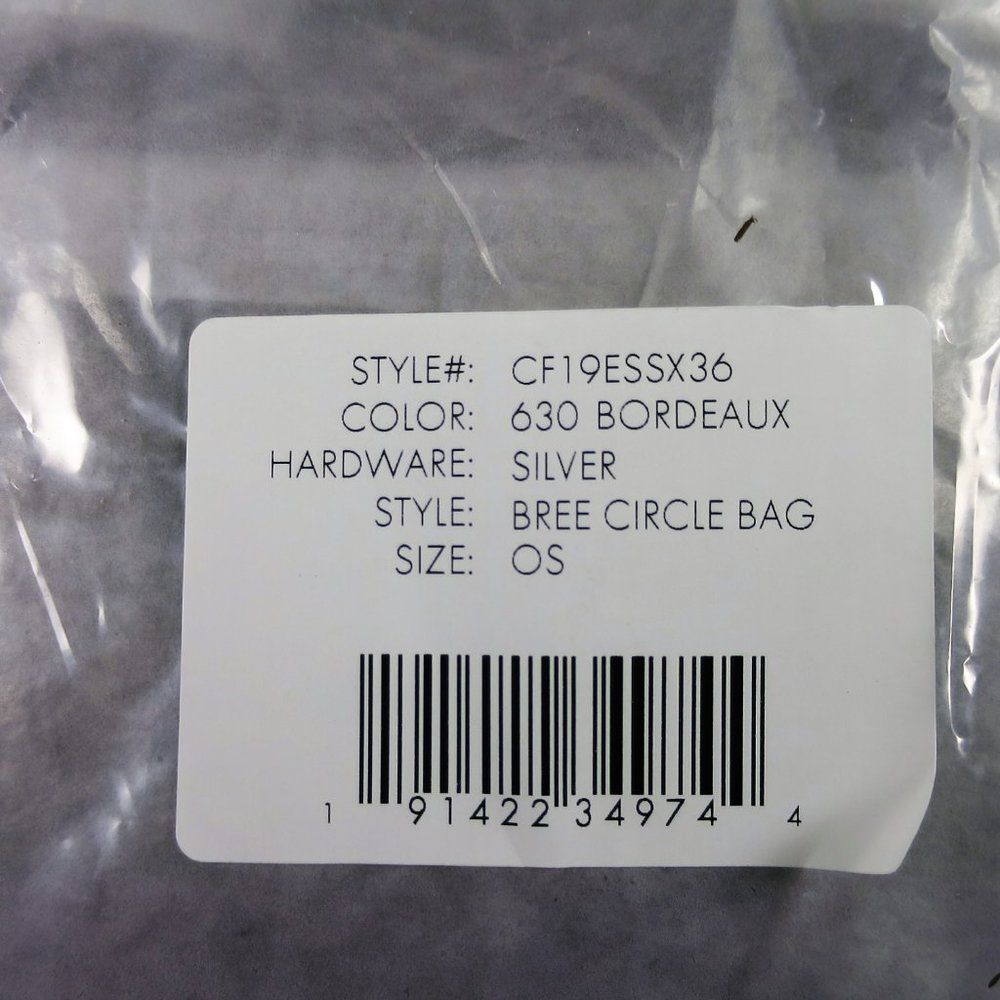 STYLE#: CF19ESSX36
COLOR: 630 BORDEAUX
HARDWARE: SILVER
STYLE: BREE CIRCLE BAG
SIZE: OS
1 91422 34974 4